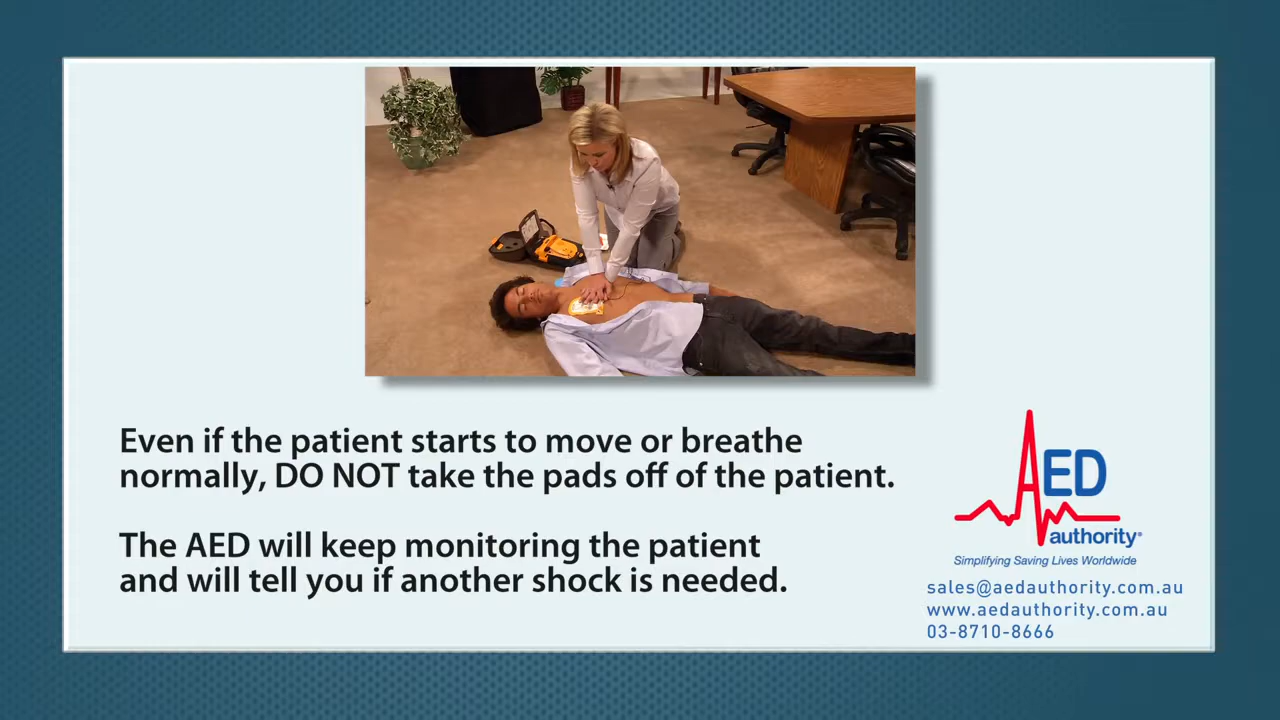 Even if the patient starts to move or breathe
normally, DO NOT take the pads off of the patient.
The AED will keep monitoring the patient
and will tell you if another shock is needed.
AED
authority®
Simplifying Saving Lives Worldwide
sales@aedauthority.com.au
www.aedauthority.com.au
03-8710-8666